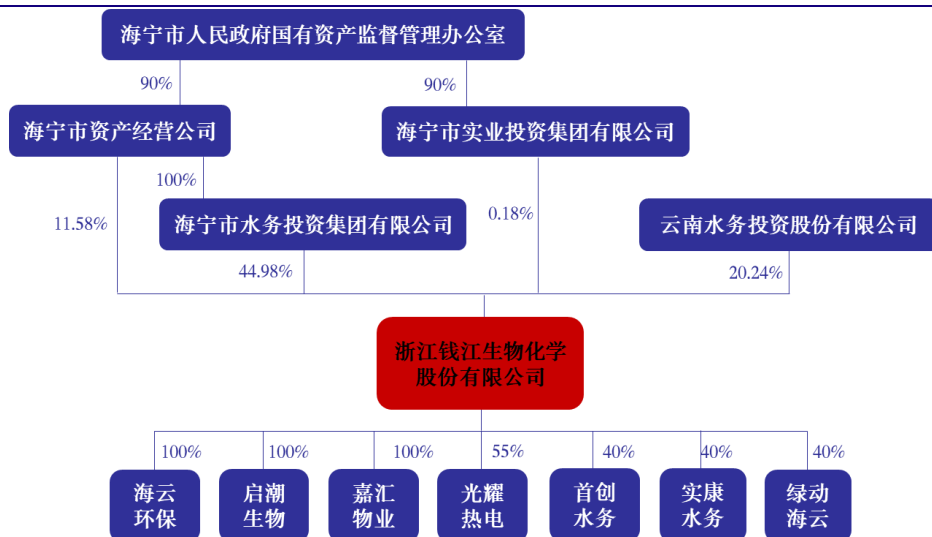 海宁市人民政府国有资产监督管理办公室
90%
90%
海宁市资产经营公司
海宁市实业投资集团有限公司
100%
11.58%
海宁市水务投资集团有限公司
0.18%
云南水务投资股份有限公司
44.98%
20.24%
浙江钱江生物化学
股份有限公司
100%
100%
100%
55%
40%
40%
40%
海云
环保
启潮
生物
嘉汇
物业
光耀
热电
首创
水务
实康
水务
绿动
海云